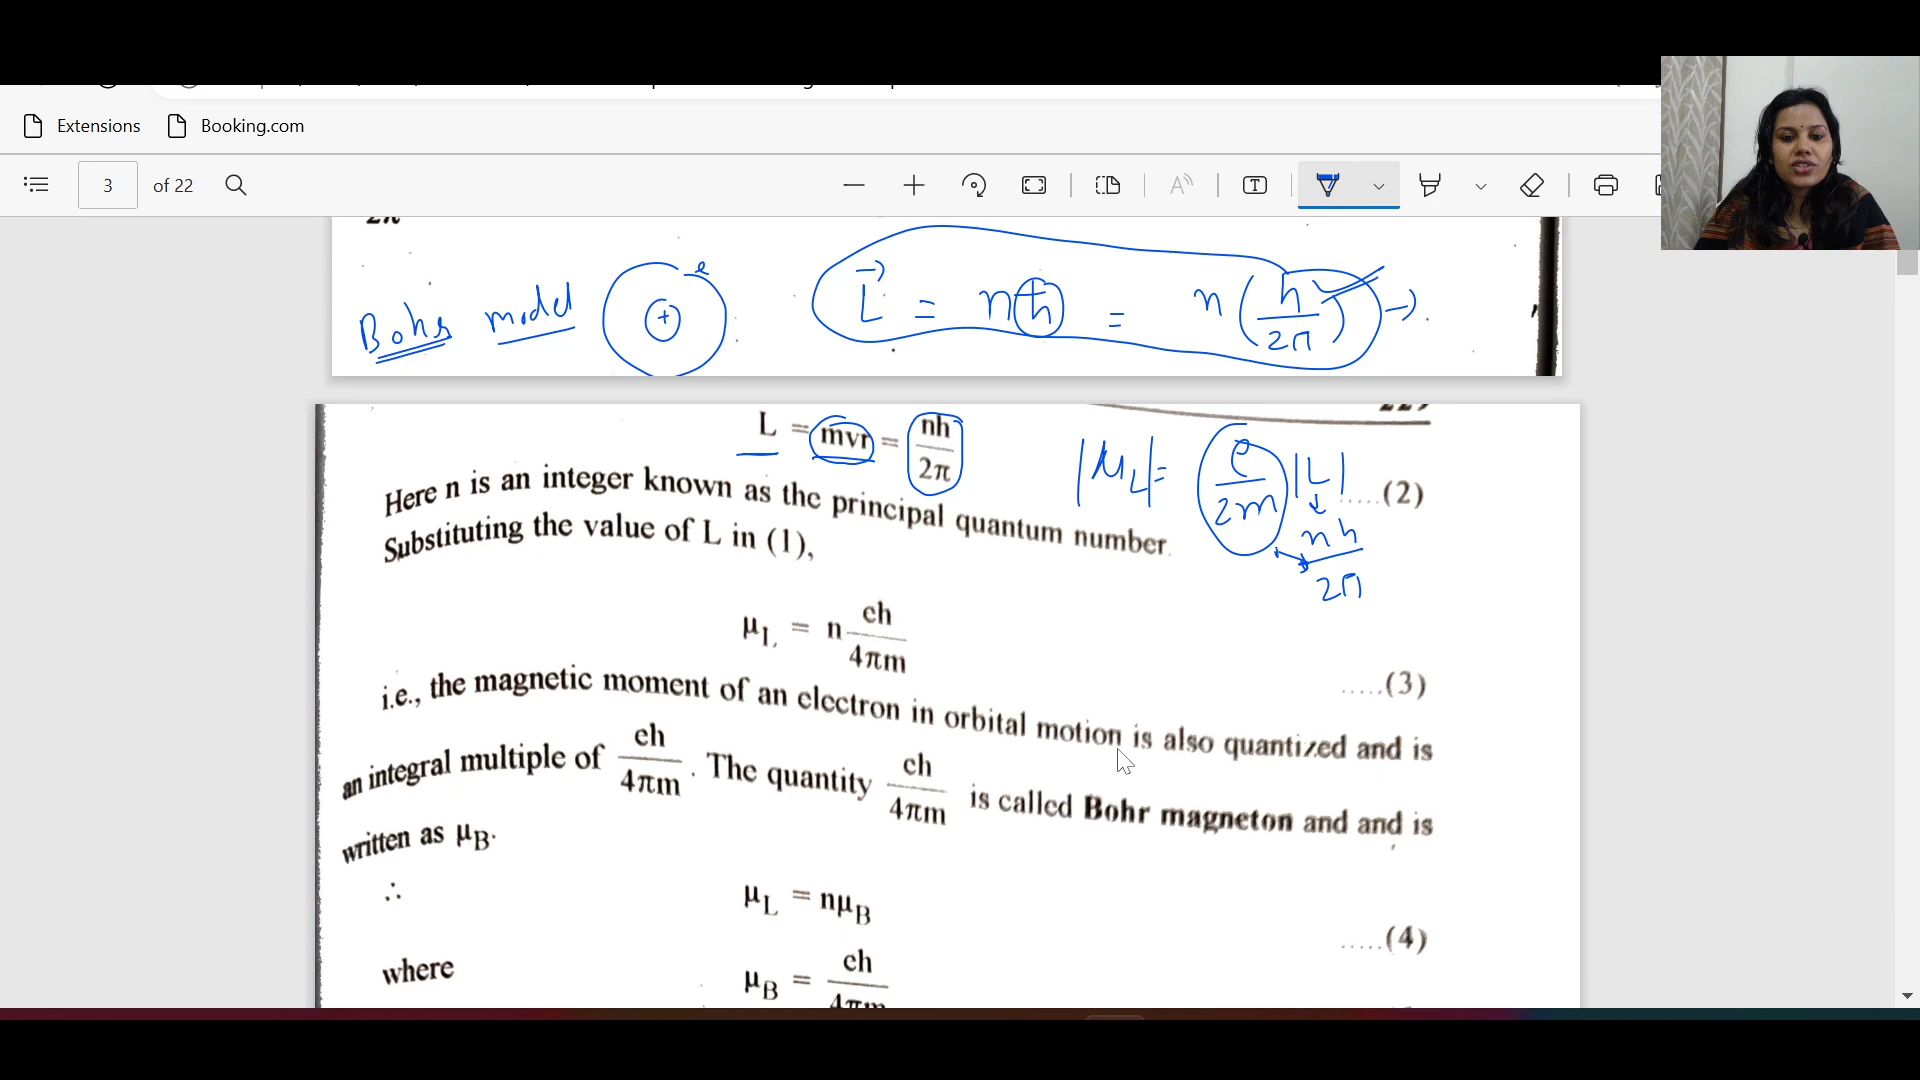 Extensions Booking.com
3 of 22
2π
Bohs model + e L⃗ = nħ = n(h/2π) →
L = mvr = nh/2π
|μL| = e/2m |L| .....(2)
nh/2π
Here n is an integer known as the principal quantum number.
Substituting the value of L in (1),
μL = n eh/4πm
.....(3)
i.e., the magnetic moment of an electron in orbital motion is also quantized and is
an integral multiple of eh/4πm. The quantity eh/4πm is called Bohr magneton and and is
written as μB.
∴ μL = nμB
.....(4)
where μB = eh/4πm